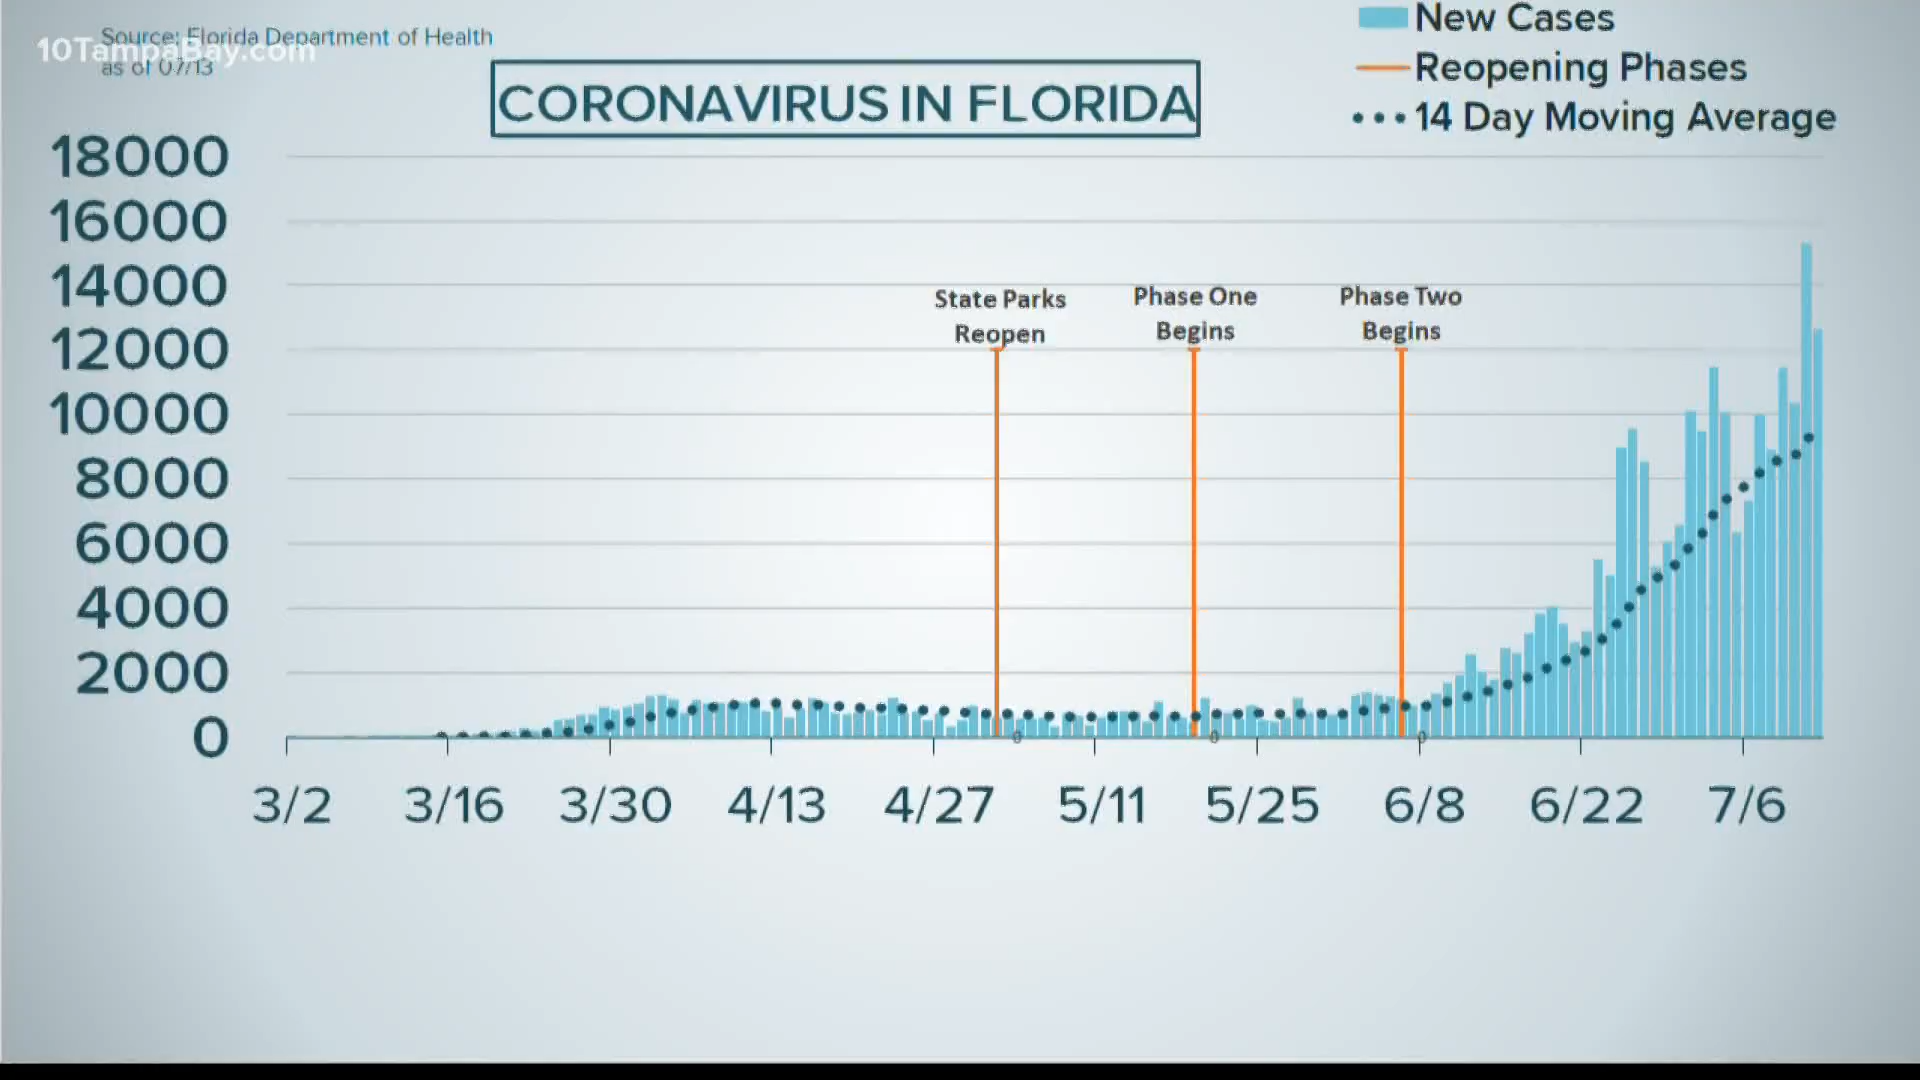 Source: Florida Department of Health
10TampaBay.com
as of 07/13
CORONAVIRUS IN FLORIDA
New Cases
Reopening Phases
14 Day Moving Average
18000
16000
14000
12000
10000
8000
6000
4000
2000
0
State Parks
Reopen
Phase One
Begins
Phase Two
Begins
0 0 0
3/2 3/16 3/30 4/13 4/27 5/11 5/25 6/8 6/22 7/6